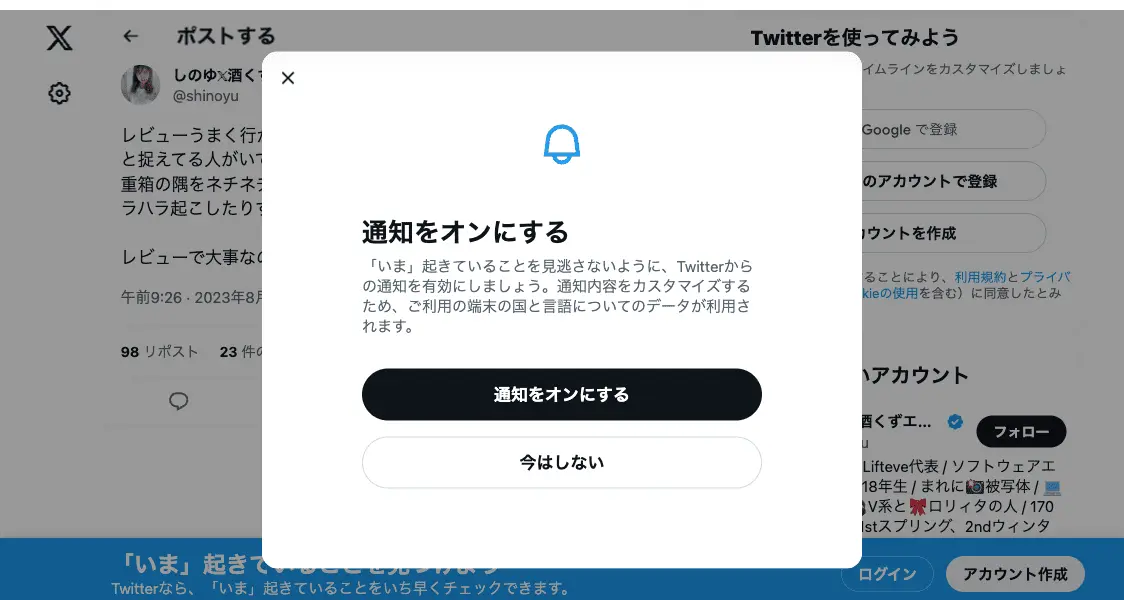 ポストする
しのゆ𝕏酒くず
@shinoyu
レビューうまく行か
と捉えてる人がいて
重箱の隅をネチネチ
ラハラ起こしたりす
レビューで大事なの
午前9:26 · 2023年8月
98 リポスト 23 件の
通知をオンにする
「いま」起きていることを見逃さないように、Twitterから
の通知を有効にしましょう。通知内容をカスタマイズする
ため、ご利用の端末の国と言語についてのデータが利用さ
れます。
通知をオンにする
今はしない
Twitterを使ってみよう
イムラインをカスタマイズしましょ
Google で登録
のアカウントで登録
カウントを作成
ることにより、利用規約とプライバ
kieの使用を含む）に同意したとみ
いアカウント
酒くずエ...
フォロー
u
Lifteve代表 / ソフトウェアエ
18年生 / まれに📷被写体 / 💻
V系と🎀ロリィタの人 / 170
1stスプリング、2ndウィンタ
「いま」起きていることを見つけよう
Twitterなら、「いま」起きていることをいち早くチェックできます。
ログイン
アカウント作成